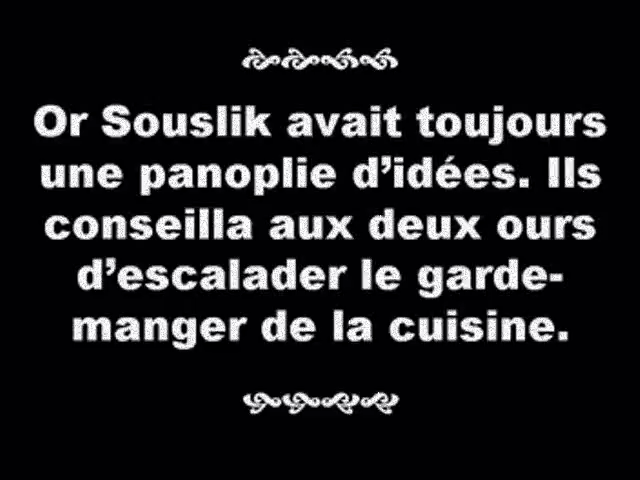 Or Souslik avait toujours
une panoplie d’idées. Ils
conseilla aux deux ours
d’escalader le garde-
manger de la cuisine.